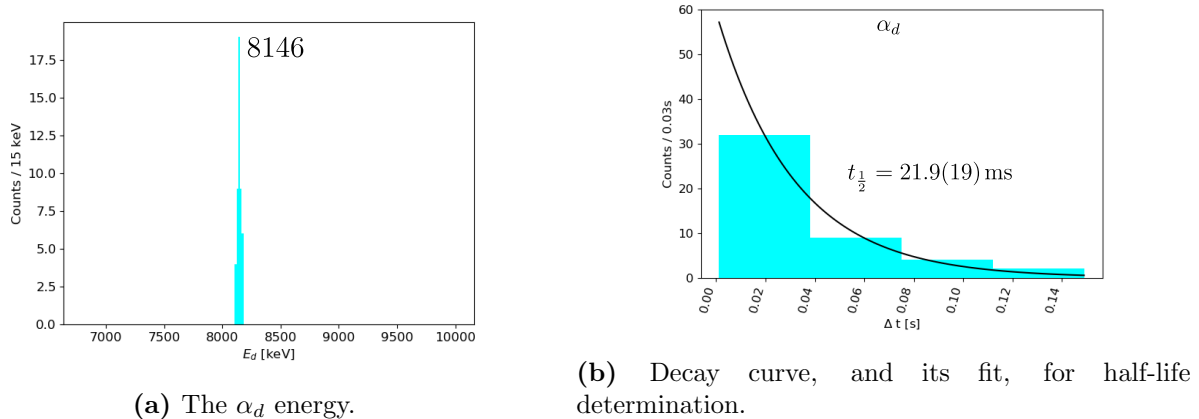 8146
17.5
15.0
12.5
10.0
7.5
5.0
2.5
0.0
Counts / 15 keV
7000 7500 8000 8500 9000 9500 10000
E_d [keV]
(a) The α_d energy.
60
50
40
30
20
10
0
Counts / 0.03s
α_d
t_{1/2} = 21.9(19) ms
0.00 0.02 0.04 0.06 0.08 0.10 0.12 0.14
Δ t [s]
(b) Decay curve, and its fit, for half-life
determination.